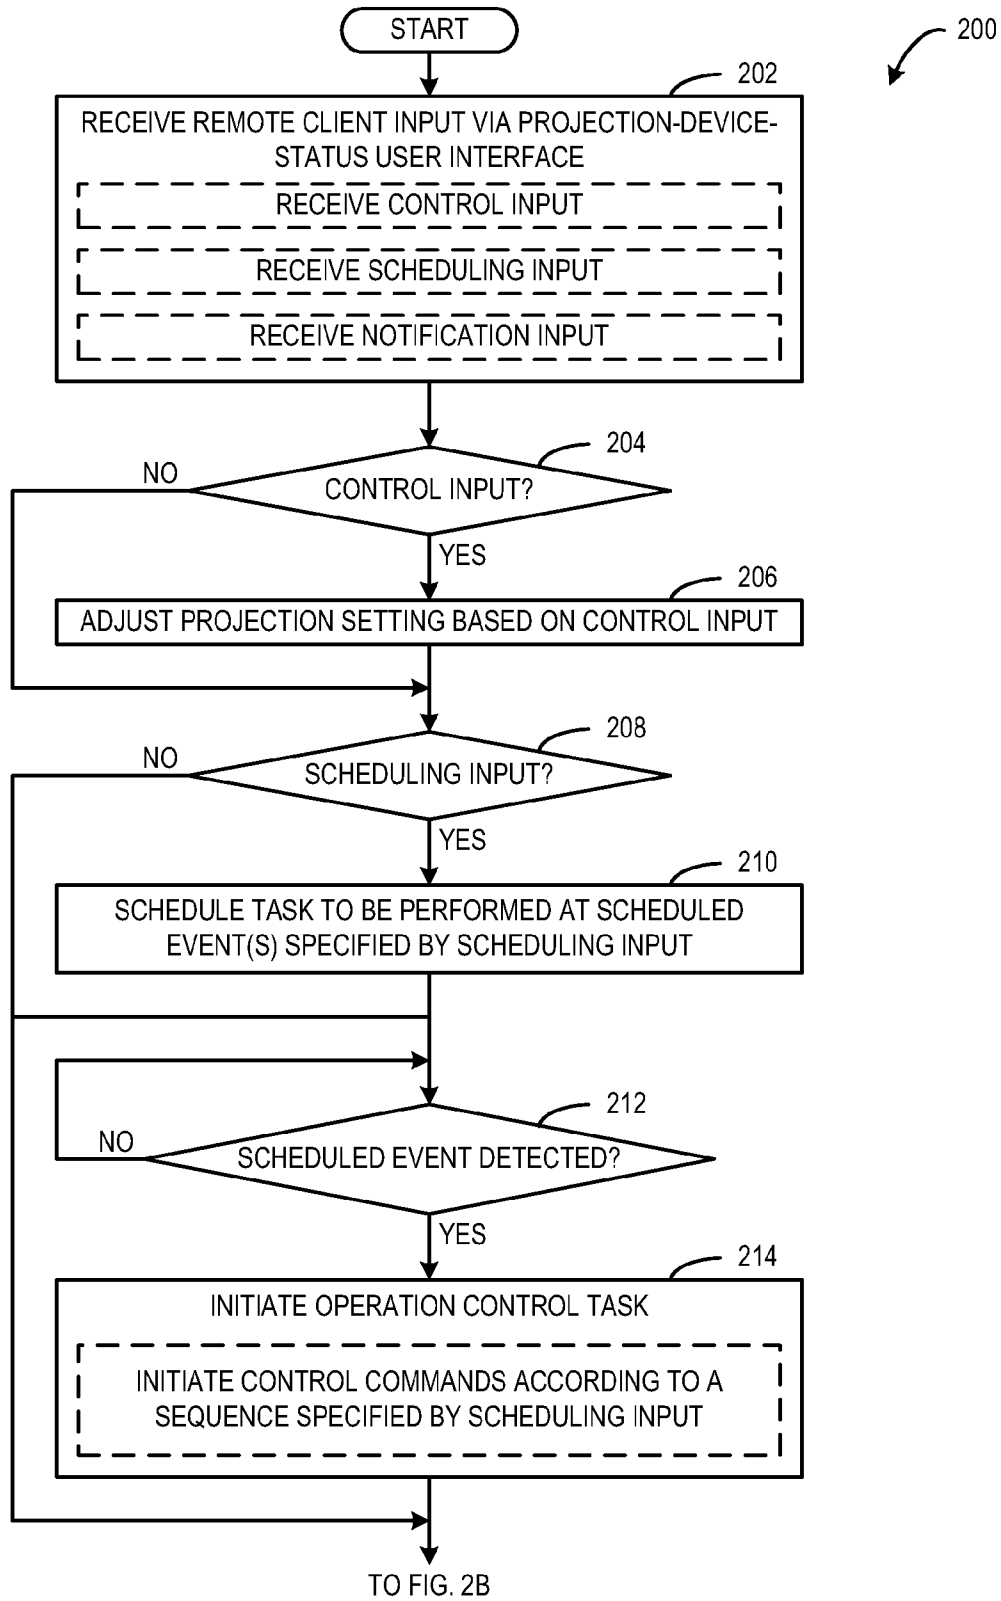 START
200
202
RECEIVE REMOTE CLIENT INPUT VIA PROJECTION-DEVICE-
STATUS USER INTERFACE
RECEIVE CONTROL INPUT
RECEIVE SCHEDULING INPUT
RECEIVE NOTIFICATION INPUT
204
NO
CONTROL INPUT?
YES
206
ADJUST PROJECTION SETTING BASED ON CONTROL INPUT
208
NO
SCHEDULING INPUT?
YES
210
SCHEDULE TASK TO BE PERFORMED AT SCHEDULED
EVENT(S) SPECIFIED BY SCHEDULING INPUT
212
NO
SCHEDULED EVENT DETECTED?
YES
214
INITIATE OPERATION CONTROL TASK
INITIATE CONTROL COMMANDS ACCORDING TO A
SEQUENCE SPECIFIED BY SCHEDULING INPUT
TO FIG. 2B